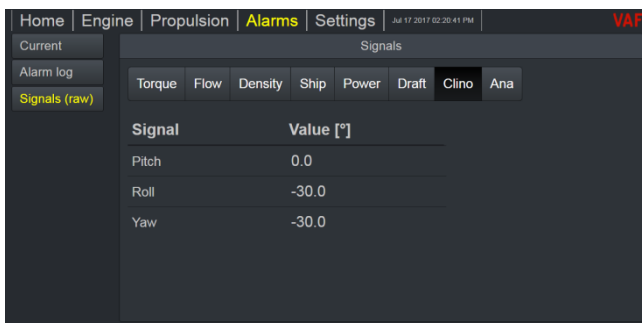 Home | Engine | Propulsion | Alarms | Settings | Jul 17 2017 02:20:41 PM | VAF
Current
Signals
Alarm log
Torque Flow Density Ship Power Draft Clino Ana
Signals (raw)
Signal Value [°]
Pitch 0.0
Roll -30.0
Yaw -30.0